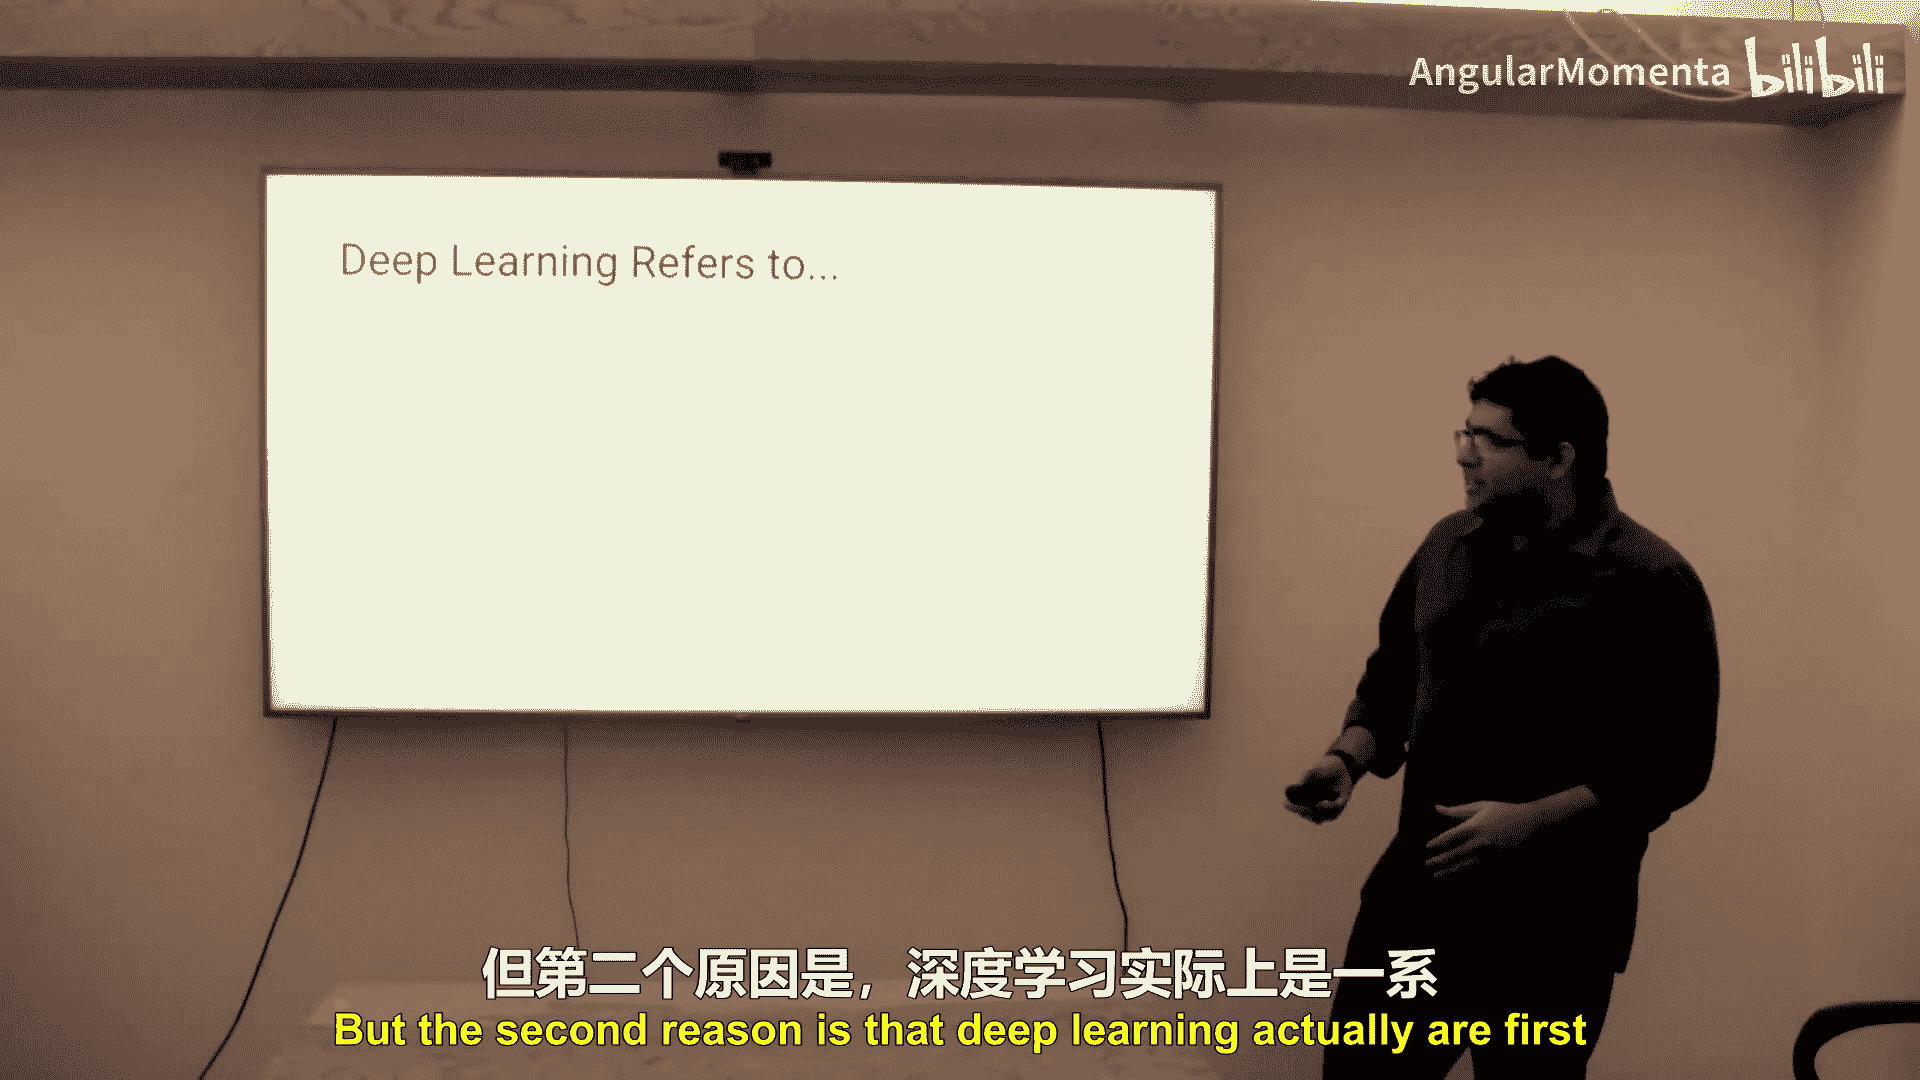 AngularMomenta bilibili
Deep Learning Refers to...
但第二个原因是，深度学习实际上是一系
But the second reason is that deep learning actually are first